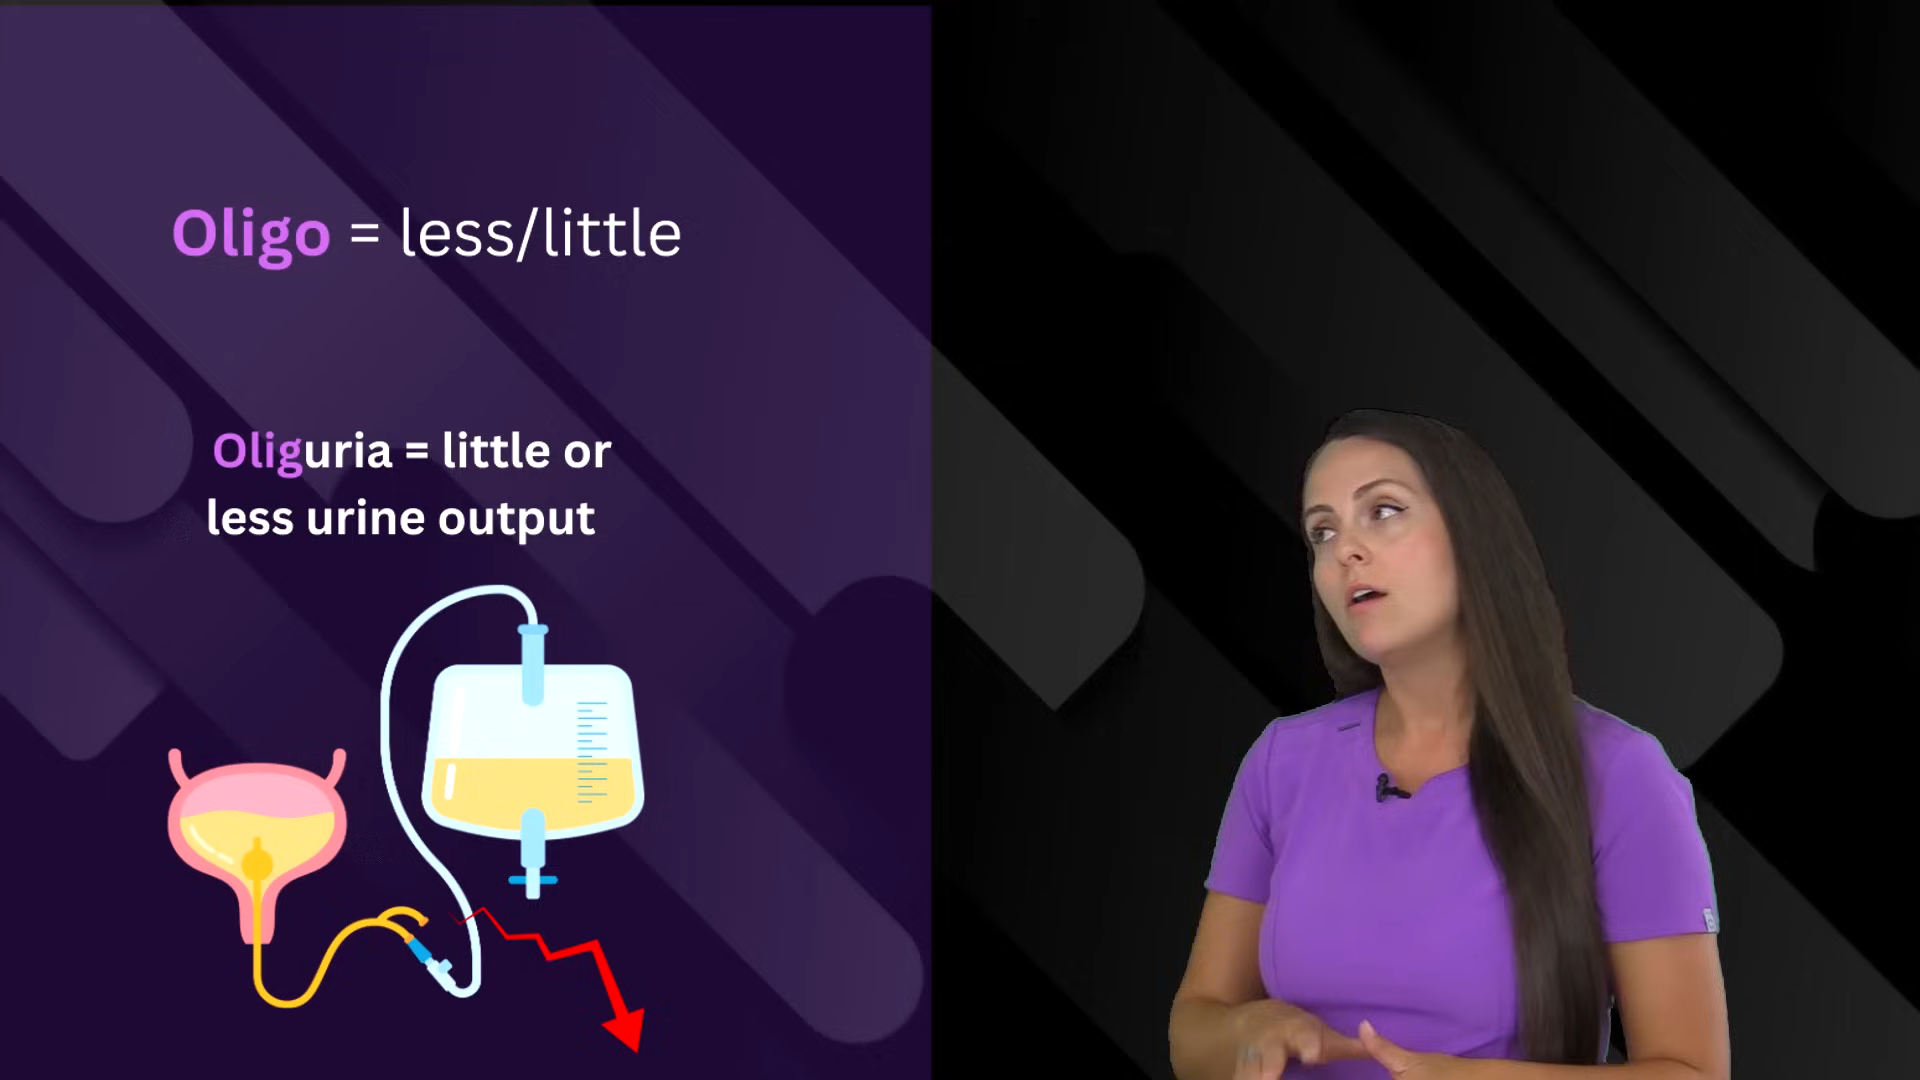 Oligo = less/little
Oliguria = little or
less urine output